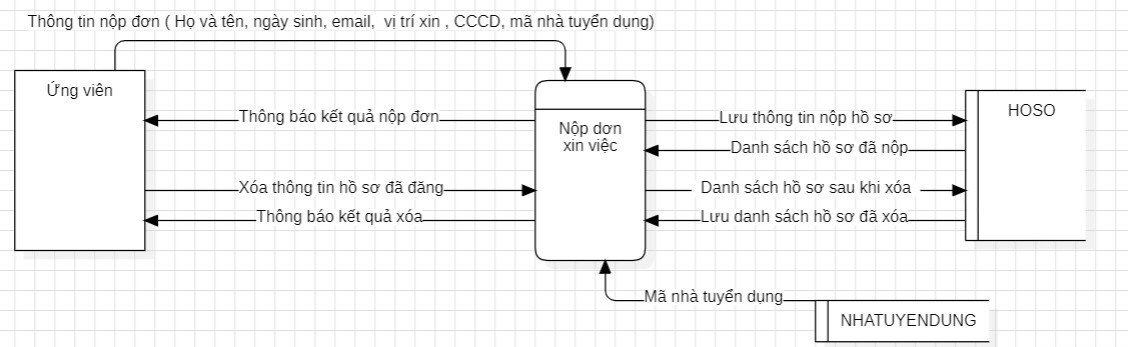 Thông tin nộp đơn ( Họ và tên, ngày sinh, email, vị trí xin , CCCD, mã nhà tuyển dụng)
Ứng viên
HOSO
Thông báo kết quả nộp đơn
Lưu thông tin nộp hồ sơ
Nộp dơn
xin việc
Danh sách hồ sơ đã nộp
Xóa thông tin hồ sơ đã đăng
Danh sách hồ sơ sau khi xóa
Thông báo kết quả xóa
Lưu danh sách hồ sơ đã xóa
Mã nhà tuyển dụng
NHATUYENDUNG